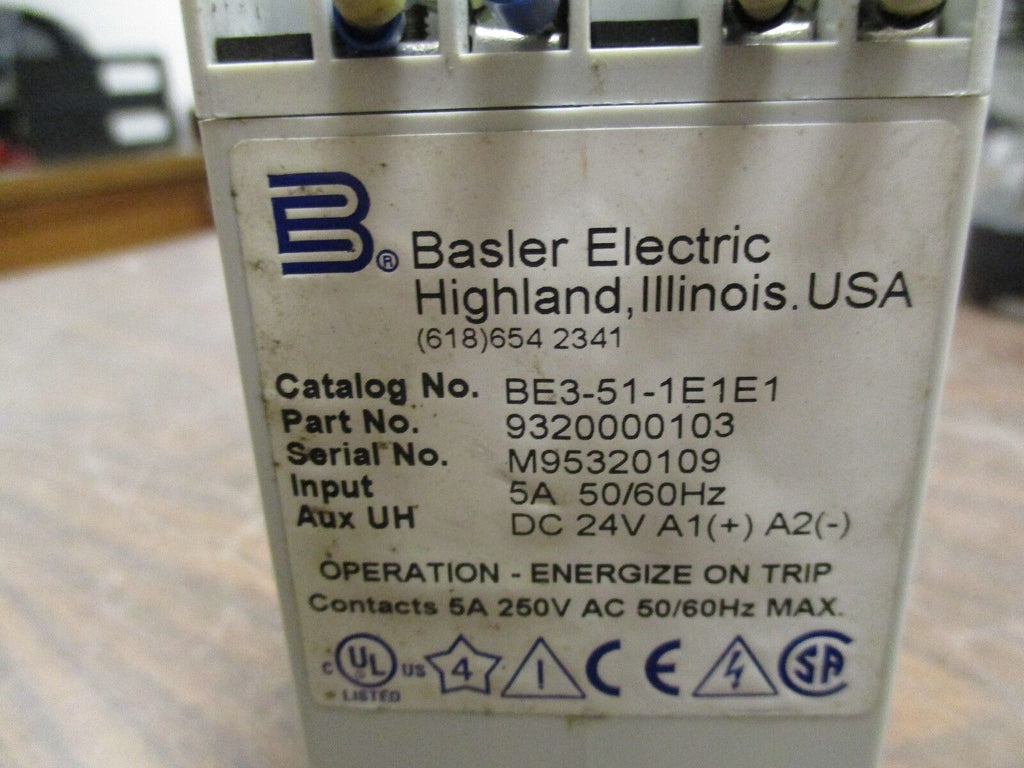 B® Basler Electric
Highland, Illinois. USA
(618)654 2341
Catalog No. BE3-51-1E1E1
Part No. 9320000103
Serial No. M95320109
Input 5A 50/60Hz
Aux UH DC 24V A1(+) A2(-)
OPERATION - ENERGIZE ON TRIP
Contacts 5A 250V AC 50/60Hz MAX.
C UL US 4 CE SA
LISTED